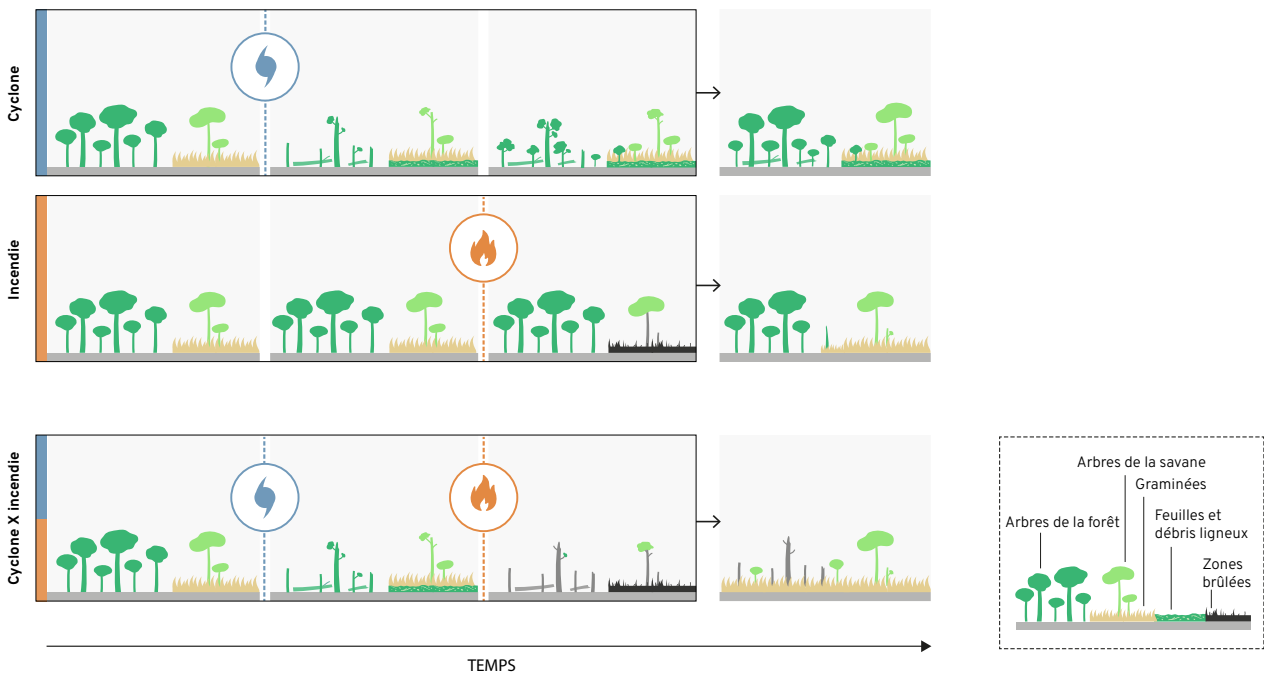 Cyclone
Incendie
Cyclone X incendie
TEMPS
Arbres de la savane
Graminées
Arbres de la forêt
Feuilles et
débris ligneux
Zones
brûlées